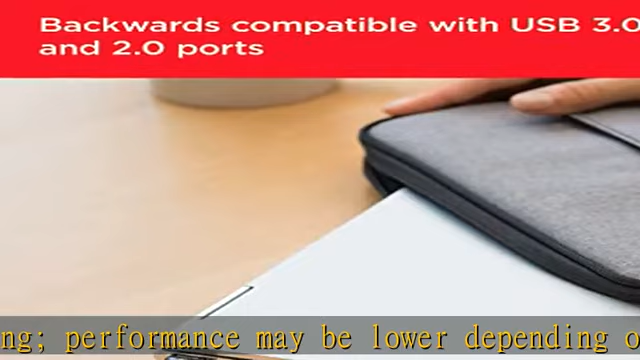 Backwards compatible with USB 3.0
and 2.0 ports
ng; performance may be lower depending o